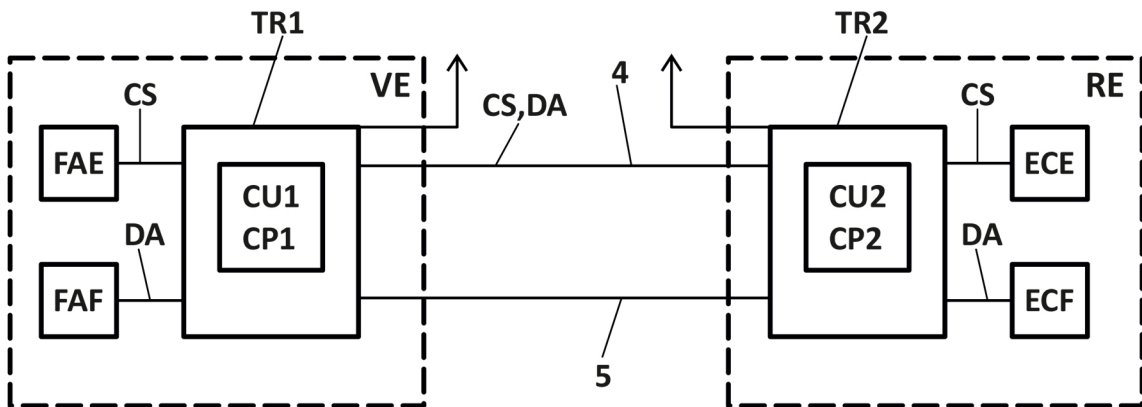 TR1
TR2
VE
4
RE
CS
CS,DA
CS
FAE
ECE
CU1
CP1
CU2
CP2
DA
DA
FAF
ECF
5